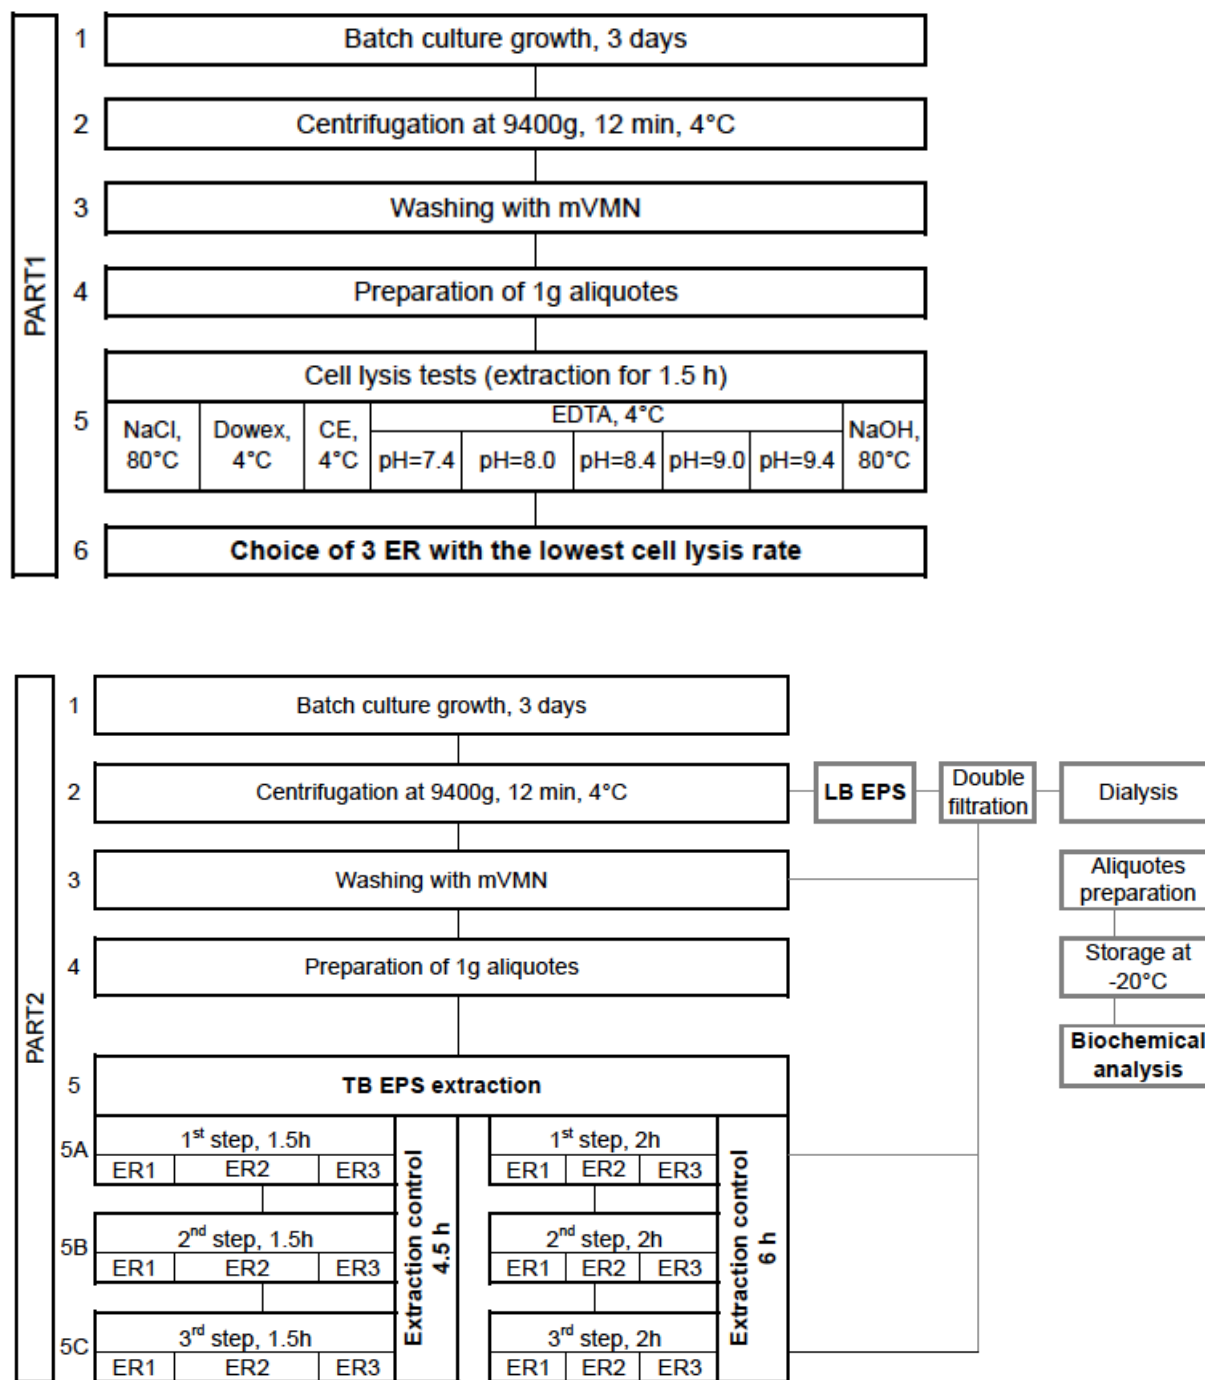 PART1
1
Batch culture growth, 3 days
2
Centrifugation at 9400g, 12 min, 4°C
3
Washing with mVMN
4
Preparation of 1g aliquotes
5
Cell lysis tests (extraction for 1.5 h)
NaCl,
80°C
Dowex,
4°C
CE,
4°C
EDTA, 4°C
pH=7.4
pH=8.0
pH=8.4
pH=9.0
pH=9.4
NaOH,
80°C
6
Choice of 3 ER with the lowest cell lysis rate
PART2
1
Batch culture growth, 3 days
2
Centrifugation at 9400g, 12 min, 4°C
LB EPS
Double
filtration
Dialysis
3
Washing with mVMN
Aliquotes
preparation
4
Preparation of 1g aliquotes
Storage at
-20°C
Biochemical
analysis
5
TB EPS extraction
5A
1st step, 1.5h
ER1
ER2
ER3
5B
2nd step, 1.5h
ER1
ER2
ER3
5C
3rd step, 1.5h
ER1
ER2
ER3
Extraction control
4.5 h
1st step, 2h
ER1
ER2
ER3
2nd step, 2h
ER1
ER2
ER3
3rd step, 2h
ER1
ER2
ER3
Extraction control
6 h